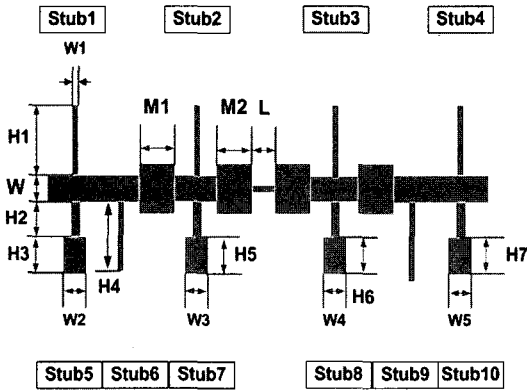 Stub1 Stub2 Stub3 Stub4
W1
M1 M2 L
H1
W
H2
H3 H5 H7
H4 H6
W2 W3 W4 W5
Stub5 Stub6 Stub7 Stub8 Stub9 Stub10